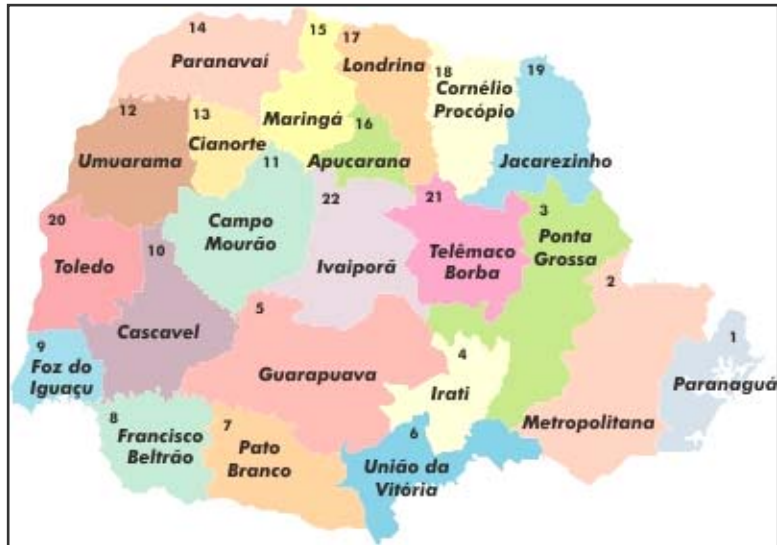 14
Paranavaí
15
17
Londrina
18
Cornélio
Procópio
19
Jacarezinho
12
Umuarama
13
Cianorte
Maringá
16
Apucarana
11
Campo
Mourão
22
Ivaiporã
21
Telêmaco
Borba
3
Ponta
Grossa
20
Toledo
10
Cascavel
2
Metropolitana
1
Paranaguá
9
Foz do
Iguaçu
5
Guarapuava
4
Irati
8
Francisco
Beltrão
7
Pato
Branco
6
União da
Vitória